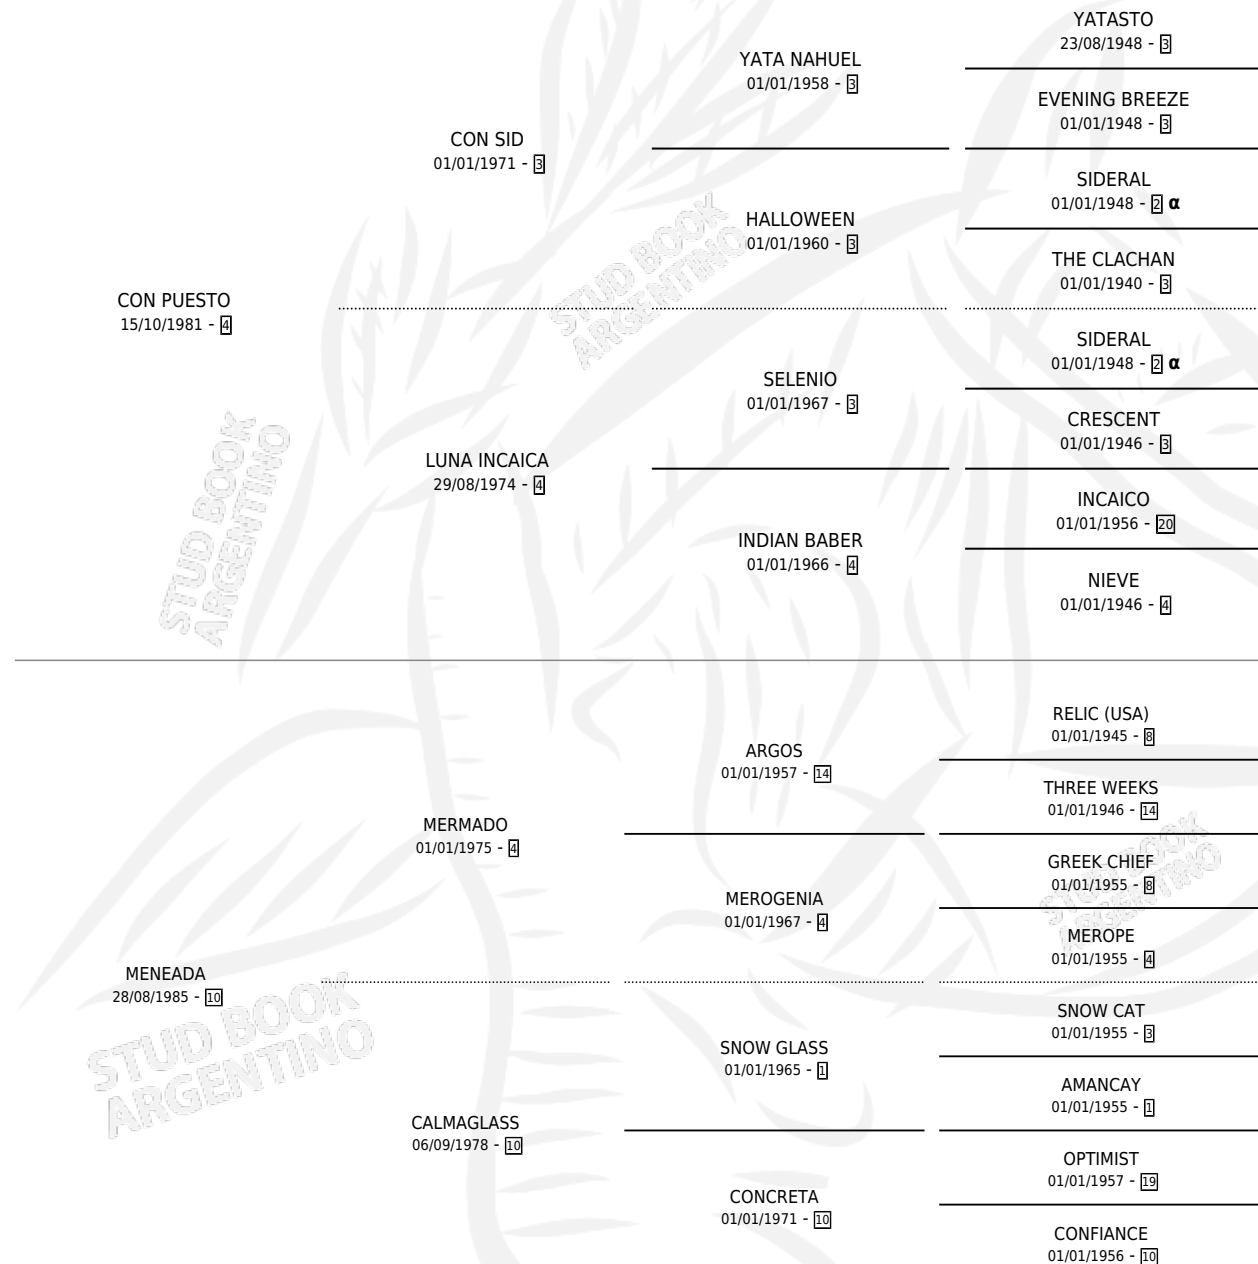 CON PUESTO
15/10/1981 - 4
CON SID
01/01/1971 - 3
LUNA INCAICA
29/08/1974 - 4
YATA NAHUEL
01/01/1958 - 3
HALLOWEEN
01/01/1960 - 3
SELENIO
01/01/1967 - 3
INDIAN BABER
01/01/1966 - 4
YATASTO
23/08/1948 - 3
EVENING BREEZE
01/01/1948 - 3
SIDERAL
01/01/1948 - 2 α
THE CLACHAN
01/01/1940 - 3
SIDERAL
01/01/1948 - 2 α
CRESCENT
01/01/1946 - 3
INCAICO
01/01/1956 - 20
NIEVE
01/01/1946 - 4
MENEADA
28/08/1985 - 10
MERMADO
01/01/1975 - 4
CALMAGLASS
06/09/1978 - 10
ARGOS
01/01/1957 - 14
MEROGENIA
01/01/1967 - 4
SNOW GLASS
01/01/1965 - 1
CONCRETA
01/01/1971 - 10
RELIC (USA)
01/01/1945 - 8
THREE WEEKS
01/01/1946 - 14
GREEK CHIEF
01/01/1955 - 8
MEROPE
01/01/1955 - 4
SNOW CAT
01/01/1955 - 3
AMANCAY
01/01/1955 - 1
OPTIMIST
01/01/1957 - 19
CONFIANCE
01/01/1956 - 10
STUD BOOK
ARGENTINO
STUD BOOK
ARGENTINO
STUD BOOK
ARGENTINO
STUD BOOK
ARGENTINO